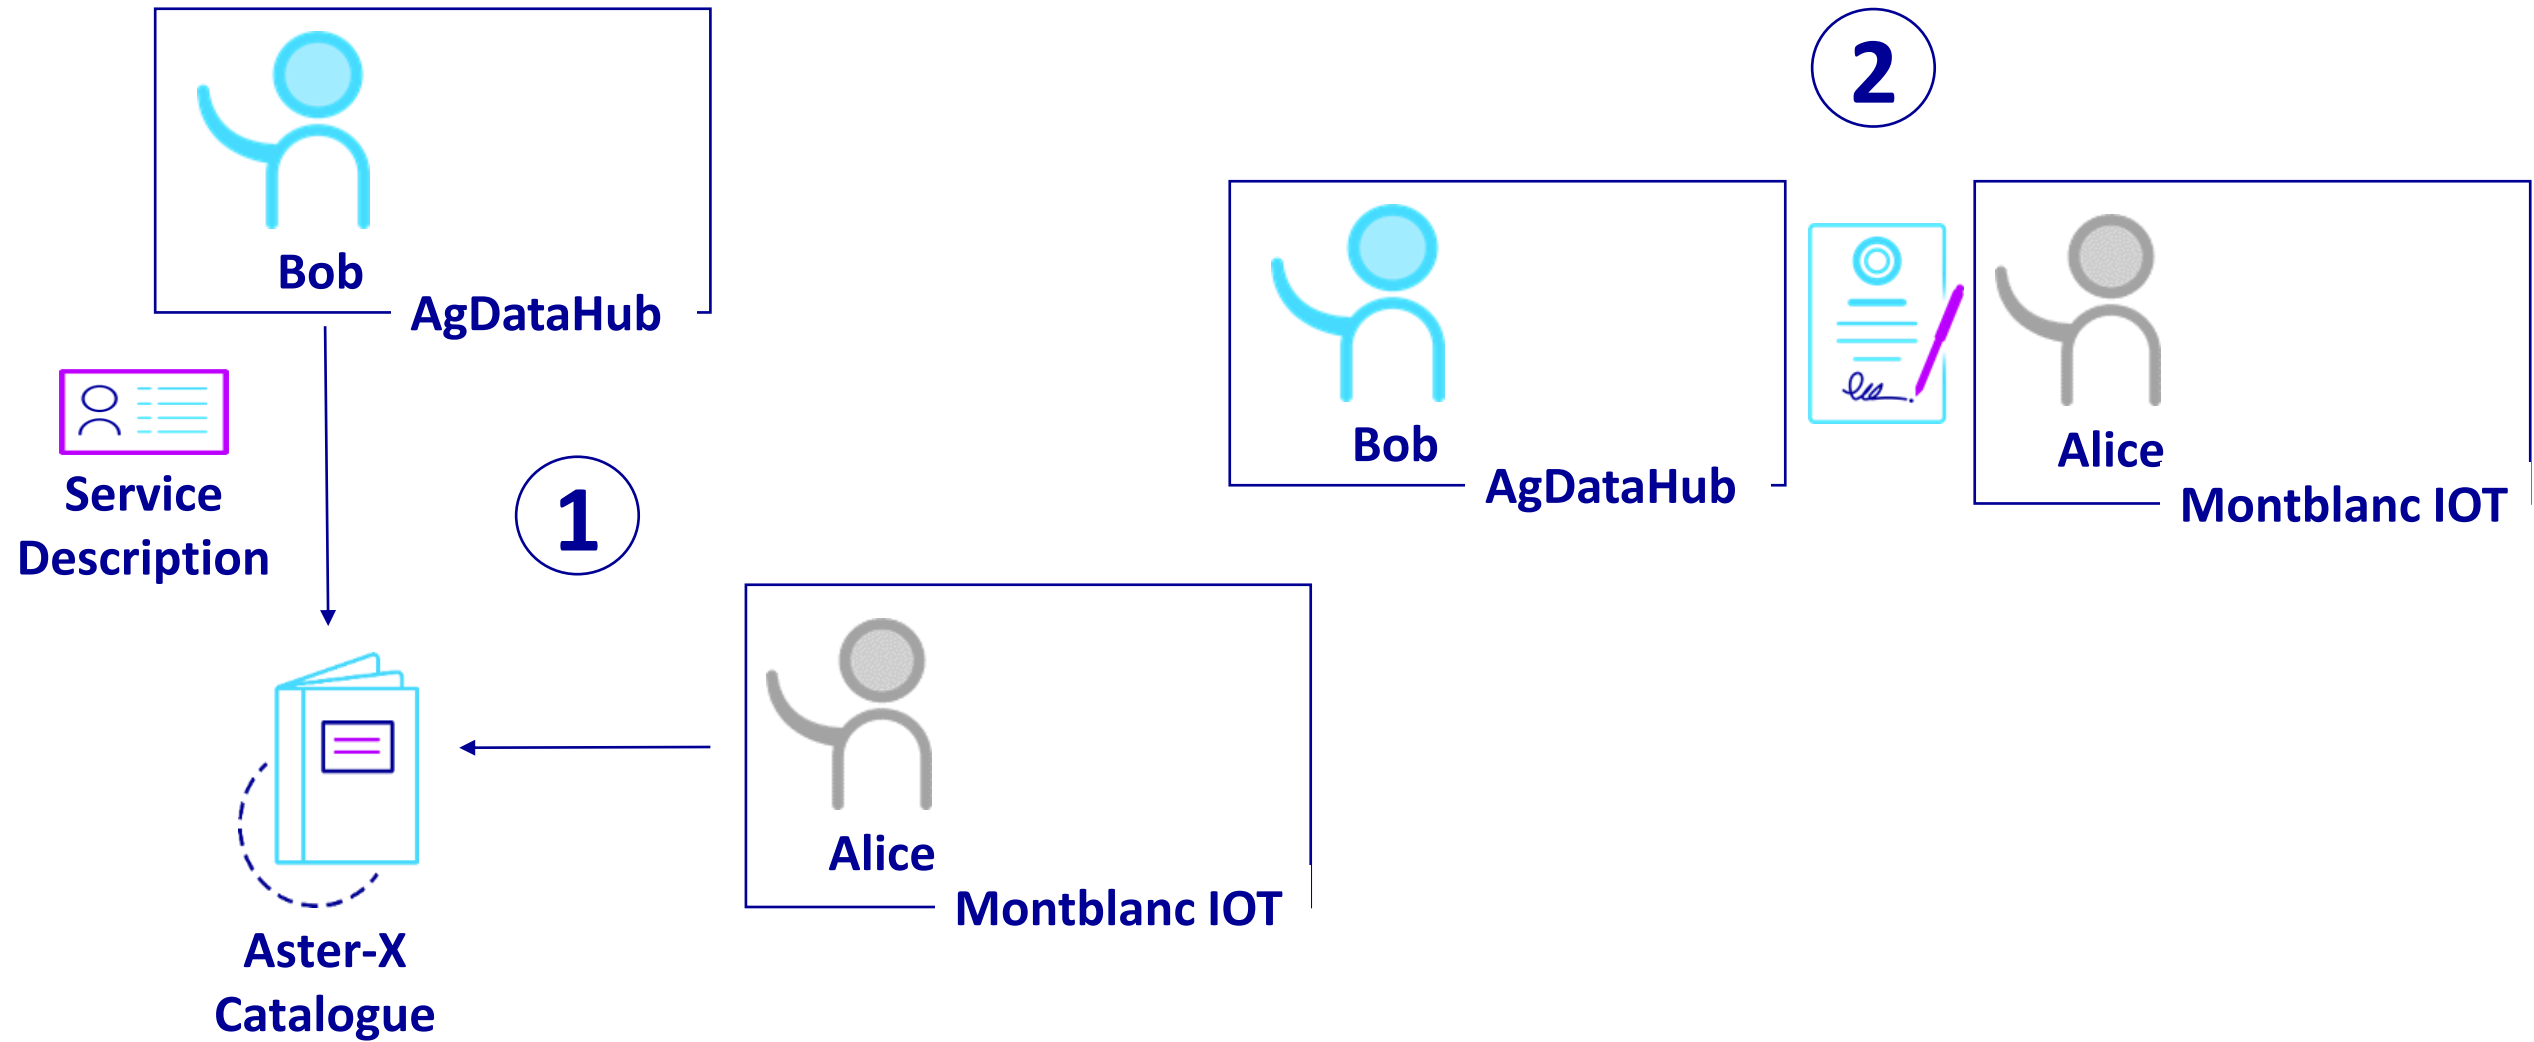 Bob
AgDataHub
Service
Description
1
Alice
Montblanc IOT
Aster-X
Catalogue
2
Bob
AgDataHub
Alice
Montblanc IOT